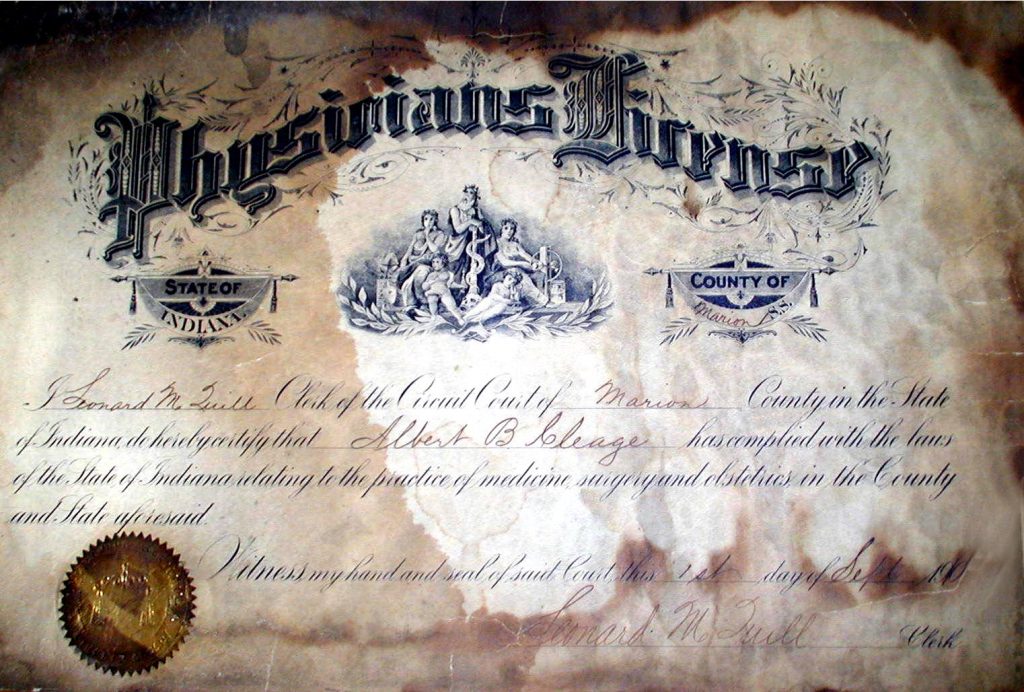 Physicians License
STATE OF INDIANA.
COUNTY OF Marion S.S.
I Leonard M. Quill Clerk of the Circuit Court of Marion County in the State
of Indiana, do hereby certify that Albert B Cleage has complied with the laws
of the State of Indiana relating to the practice of medicine, surgery and obstetrics, in the County
and State aforesaid.
Witness, my hand and seal of said Court, this 1st day of Sept
Leonard M. Quill Clerk